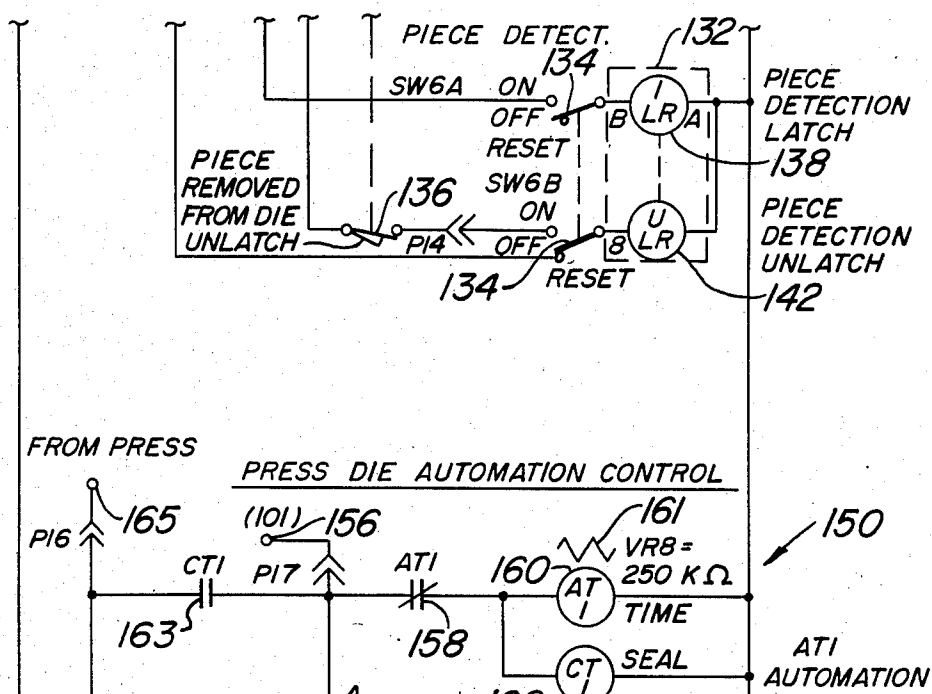 PIECE DETECT.
132
134
SW6A
ON
OFF
RESET
B
1
LR
A
PIECE
DETECTION
LATCH
138
PIECE
REMOVED
FROM DIE
UNLATCH
136
P14
SW6B
ON
OFF
134
RESET
8
U
LR
PIECE
DETECTION
UNLATCH
142
FROM PRESS
165
P16
PRESS DIE AUTOMATION CONTROL
(101)
156
P17
CT1
163
AT1
158
160
161
VR8=
250 KΩ
AT
1
TIME
150
CT
1
SEAL
AT1
AUTOMATION